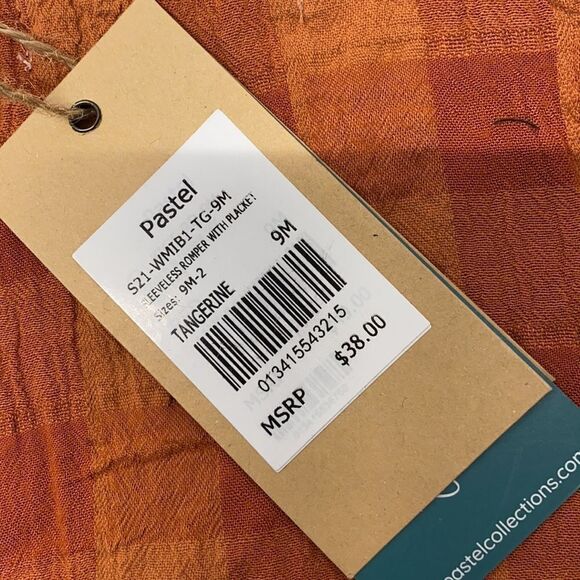 Pastel
S21-WMIB1-TG-9M
SLEEVELESS ROMPER WITH PLACKET
Sizes: 9M-2
TANGERINE 9M
013415543215
MSRP $38.00
pastelcollections.com